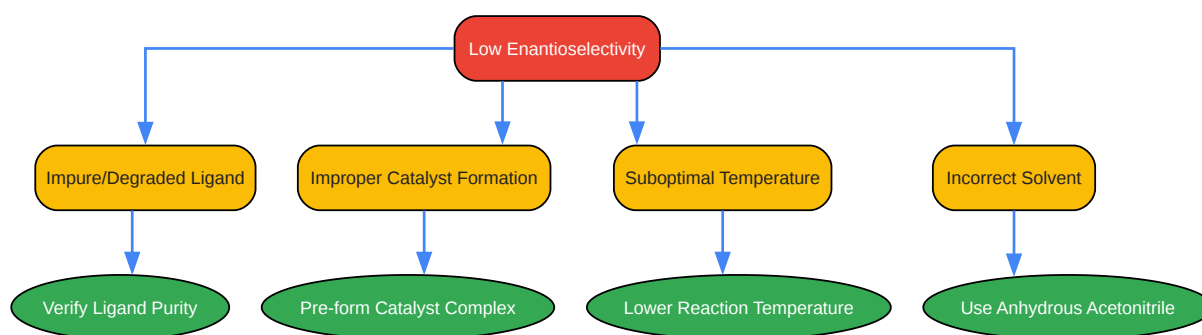 Low Enantioselectivity
Impure/Degraded Ligand
Improper Catalyst Formation
Suboptimal Temperature
Incorrect Solvent
Verify Ligand Purity
Pre-form Catalyst Complex
Lower Reaction Temperature
Use Anhydrous Acetonitrile